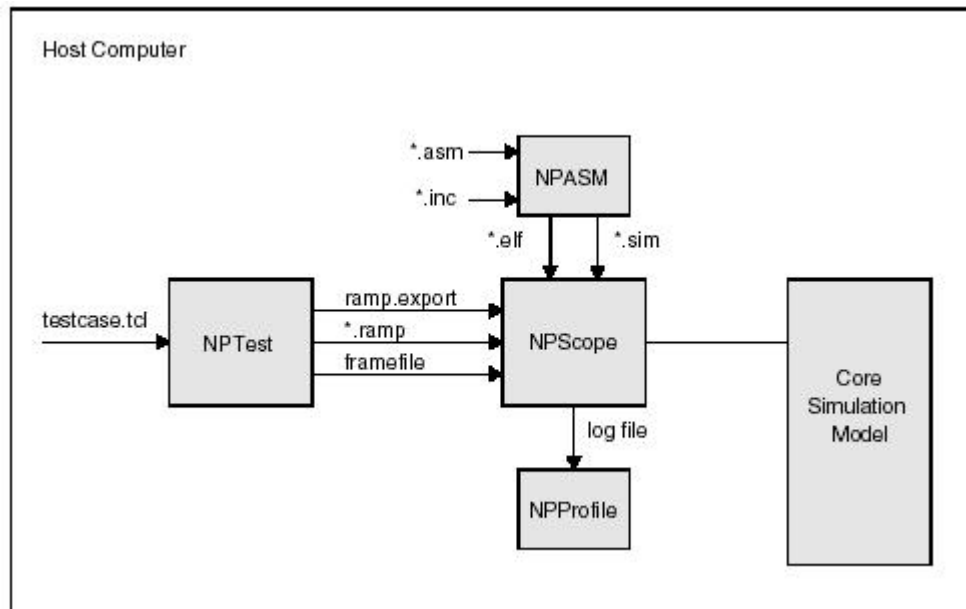 Host Computer
*.asm
NPASM
*.inc
*.elf
*.sim
testcase.tcl
NPTest
ramp.export
*.ramp
framefile
NPScope
Core
Simulation
Model
log file
NPProfile